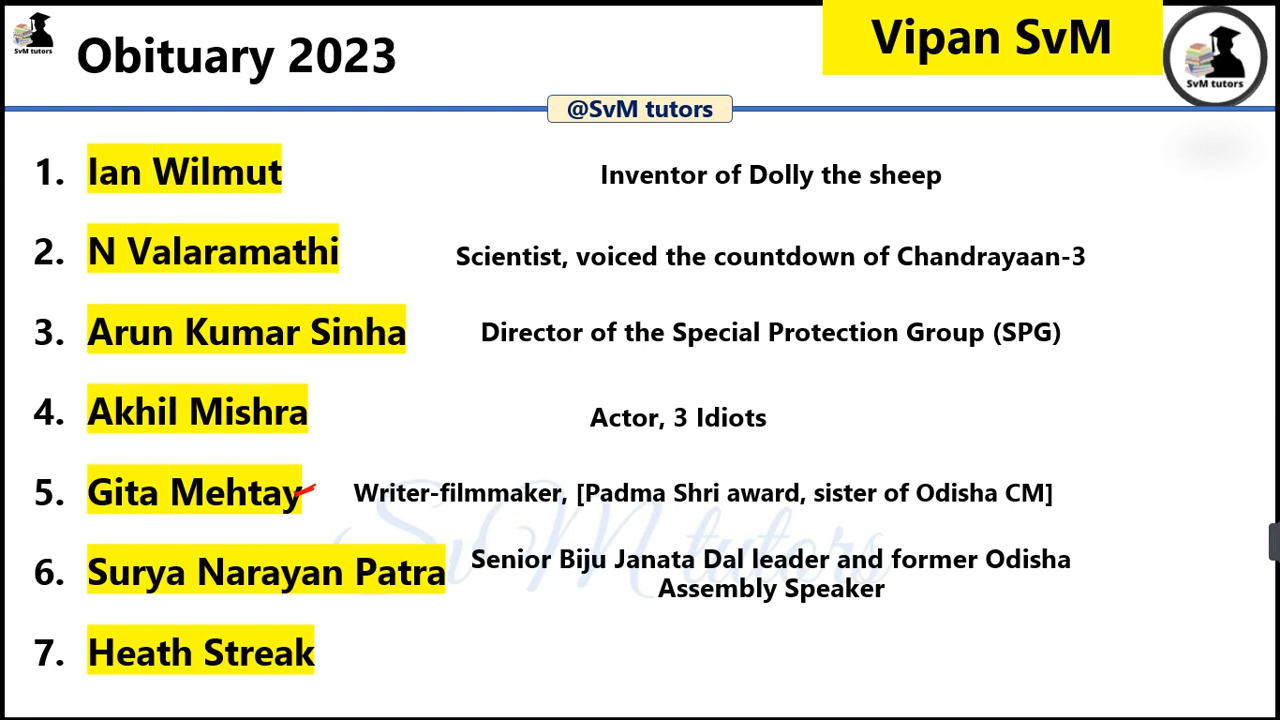 SvM tutors
Obituary 2023
Vipan SvM
SvM tutors
@SvM tutors
1. Ian Wilmut
Inventor of Dolly the sheep
2. N Valaramathi
Scientist, voiced the countdown of Chandrayaan-3
3. Arun Kumar Sinha
Director of the Special Protection Group (SPG)
4. Akhil Mishra
Actor, 3 Idiots
5. Gita Mehtay
Writer-filmmaker, [Padma Shri award, sister of Odisha CM]
SvM tutors
6. Surya Narayan Patra
Senior Biju Janata Dal leader and former Odisha
Assembly Speaker
7. Heath Streak